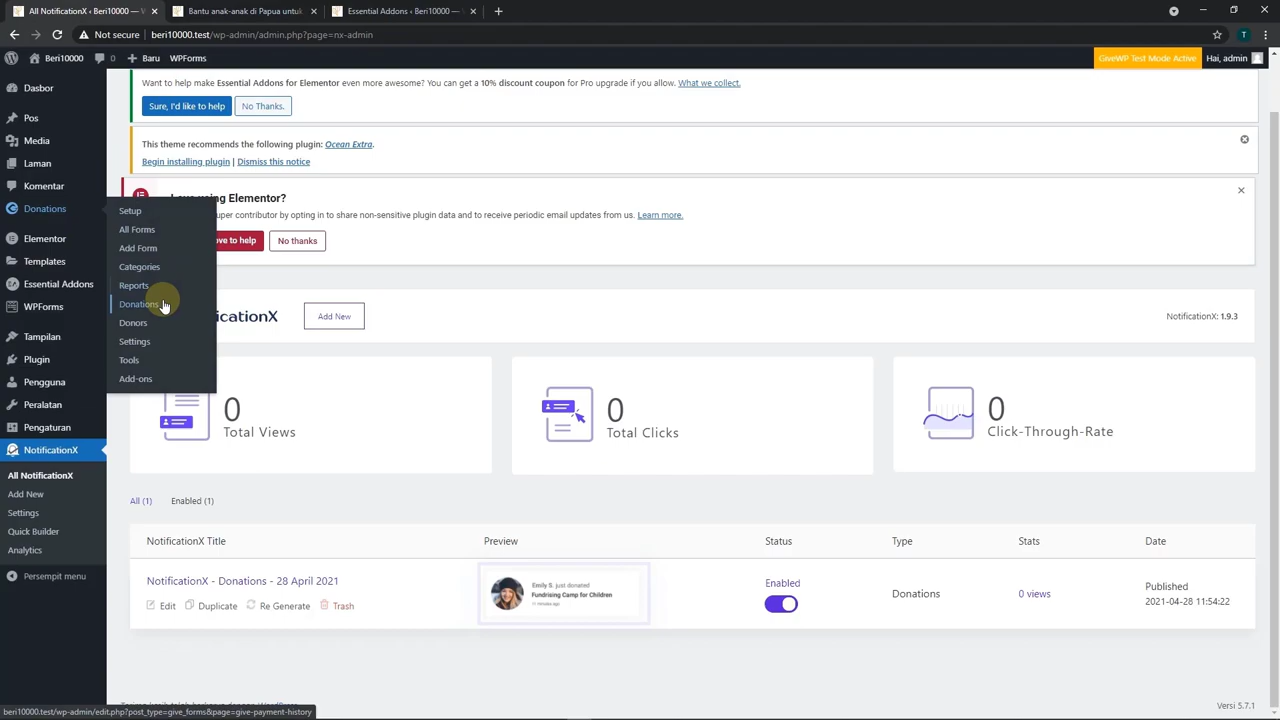 All NotificationX ‹ Beri10000 — W
Bantu anak-anak di Papua untuk
Essential Addons ‹ Beri10000 —
Not secure
beri10000.test/wp-admin/admin.php?page=nx-admin
T
Beri10000
0
Baru
WPForms
GiveWP Test Mode Active
Hai, admin
Dasbor
Pos
Media
Laman
Komentar
Donations
Elementor
Templates
Essential Addons
WPForms
Tampilan
Plugin
Pengguna
Peralatan
Pengaturan
NotificationX
All NotificationX
Add New
Settings
Quick Builder
Analytics
Persempit menu
Setup
All Forms
Add Form
Categories
Reports
Donations
Donors
Settings
Tools
Add-ons
Want to help make Essential Addons for Elementor even more awesome? You can get a 10% discount coupon for Pro upgrade if you allow. What we collect.
Sure, I'd like to help
No Thanks.
This theme recommends the following plugin: Ocean Extra.
Begin installing plugin | Dismiss this notice
using Elementor?
uper contributor by opting in to share non-sensitive plugin data and to receive periodic email updates from us. Learn more.
ove to help
No thanks
ificationX
Add New
NotificationX: 1.9.3
0
Total Views
0
Total Clicks
0
Click-Through-Rate
All (1)
Enabled (1)
NotificationX Title
Preview
Status
Type
Stats
Date
NotificationX - Donations - 28 April 2021
Edit
Duplicate
Re Generate
Trash
Emily S. just donated
Fundrising Camp for Children
11 minutes ago
Enabled
Donations
0 views
Published
2021-04-28 11:54:22
Versi 5.7.1
beri10000.test/wp-admin/edit.php?post_type=give_forms&page=give-payment-history